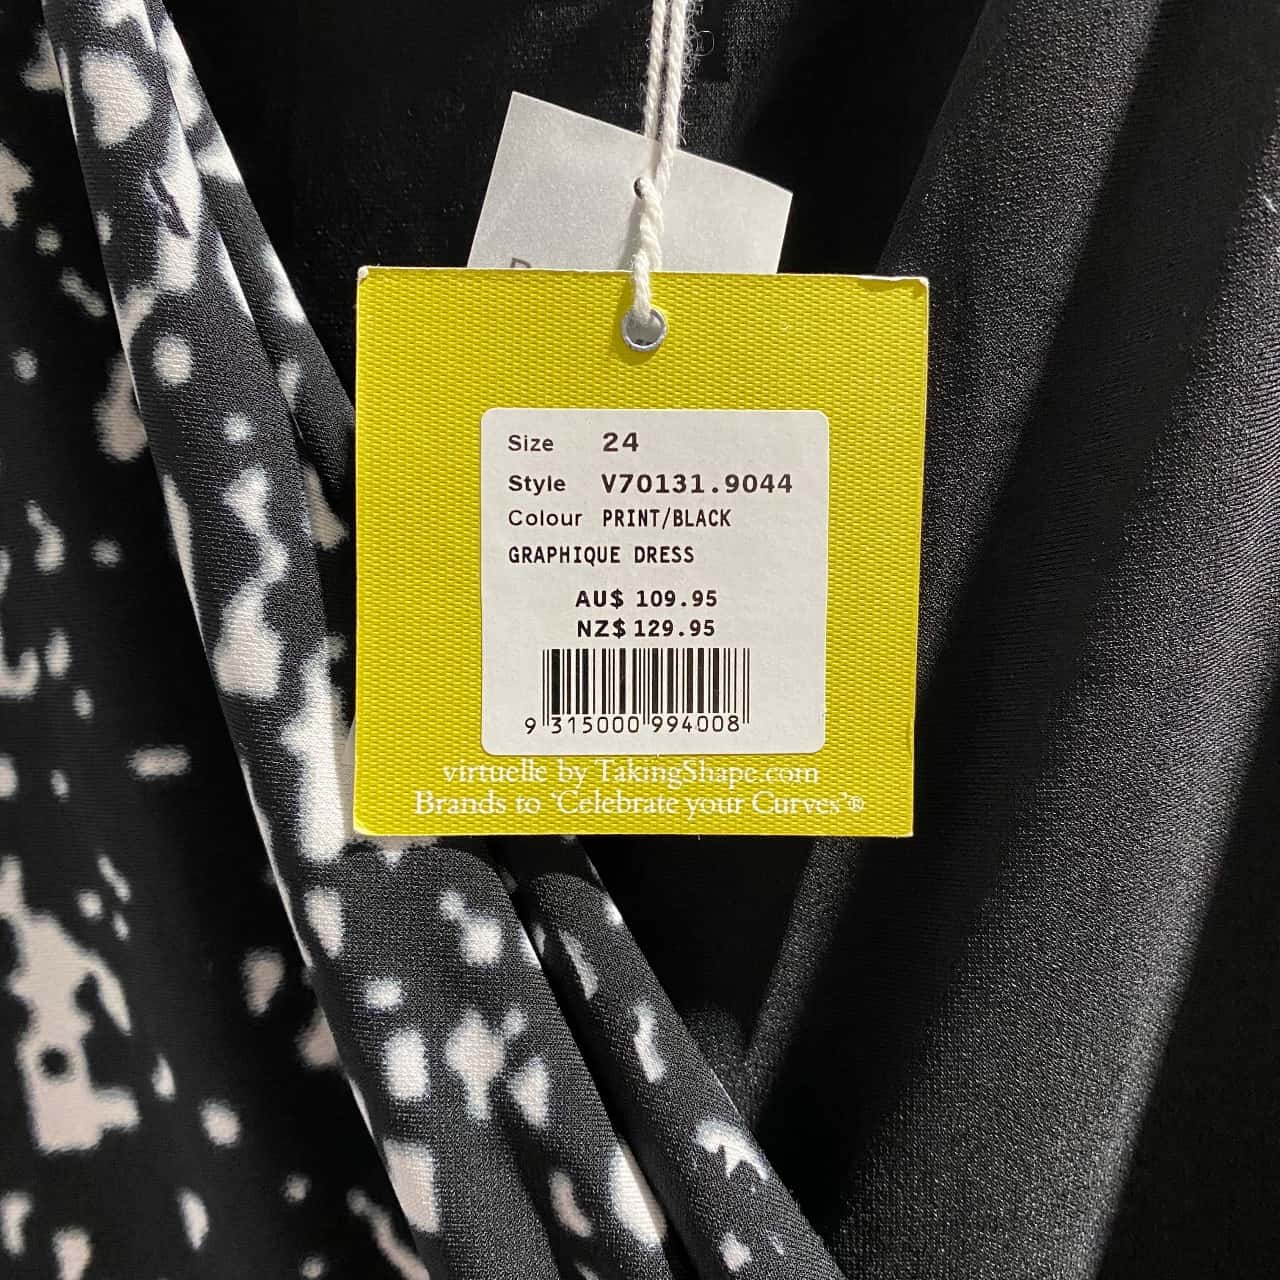 Size 24
Style V70131.9044
Colour PRINT/BLACK
GRAPHIQUE DRESS
AU$ 109.95
NZ$ 129.95
9 315000 994008
virtuelle by TakingShape.com
Brands to 'Celebrate your Curves'®